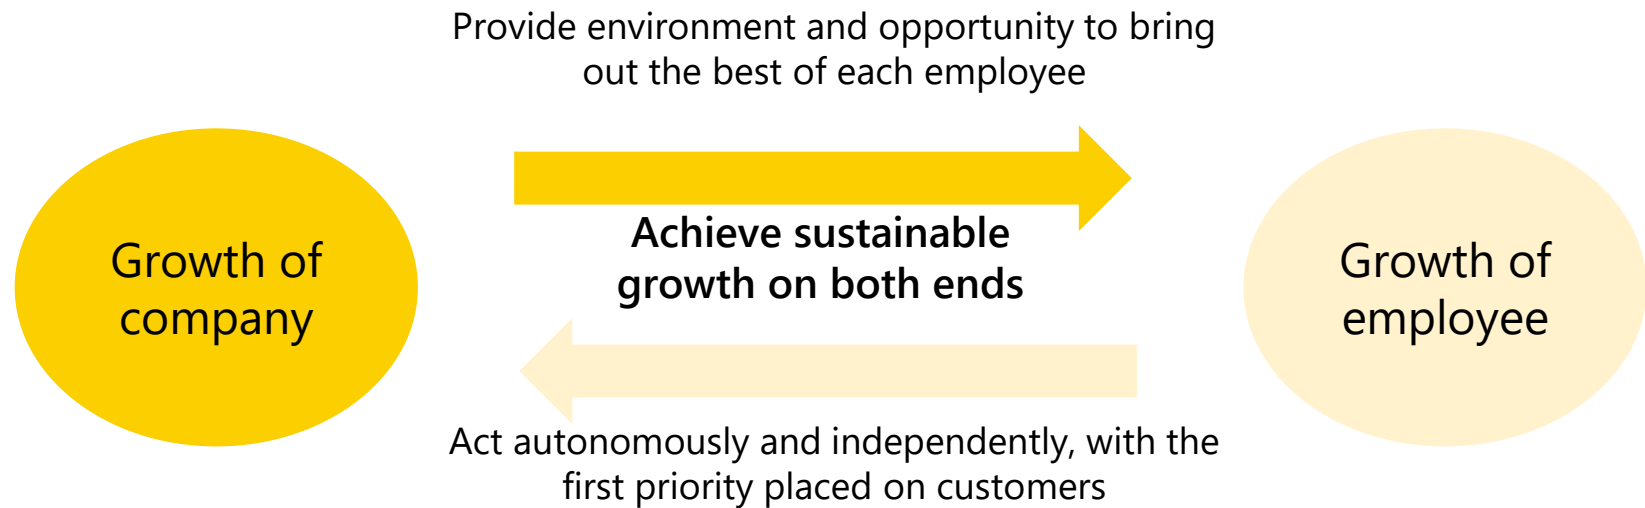 Provide environment and opportunity to bring
out the best of each employee
Growth of
company
Achieve sustainable
growth on both ends
Growth of
employee
Act autonomously and independently, with the
first priority placed on customers